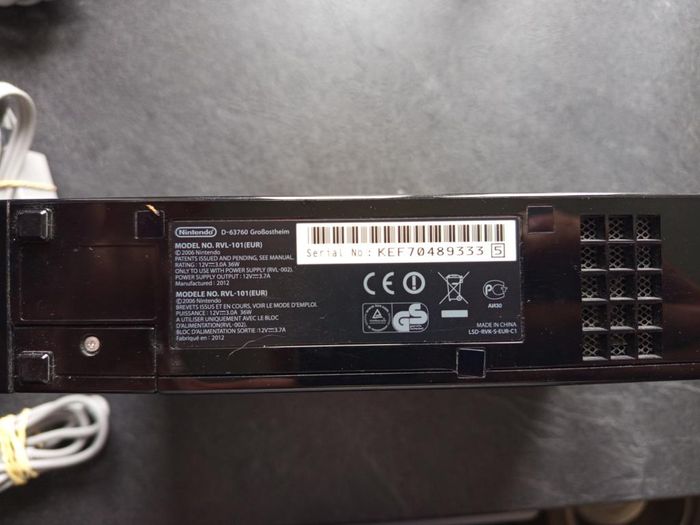 Nintendo D-63760 Großostheim
MODEL NO. RVL-101(EUR)
©2006 Nintendo
PATENTS ISSUED AND PENDING, SEE MANUAL.
RATING : 12V⎓3.0A 36W
ONLY TO USE WITH POWER SUPPLY (RVL-002).
POWER SUPPLY OUTPUT : 12V⎓3.7A
Manufactured : 2012
MODELE NO. RVL-101(EUR)
©2006 Nintendo
BREVETS ISSUS ET EN COURS, VOIR LE MODE D'EMPLOI.
PUISSANCE : 12V⎓3.0A 36W
A UTILISER UNIQUEMENT AVEC LE BLOC
D'ALIMENTATION(RVL-002).
BLOC D'ALIMENTATION SORTIE :12V⎓3.7A
Fabriqué en : 2012
Serial No: KEF70489333 5
CE
GS
АЯ30
MADE IN CHINA
LSD-RVK-S-EUR-C1